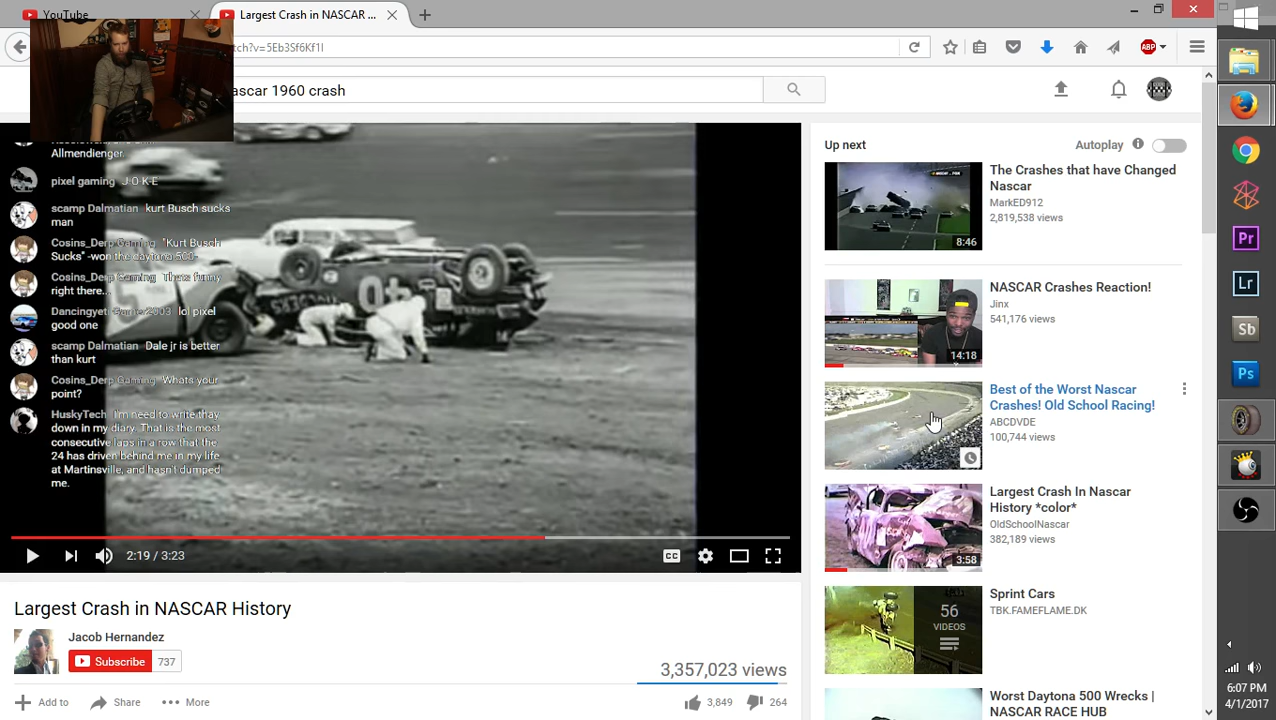 YouTube
Largest Crash in NASCAR ...
tch?v=5Eb3Sf6Kf1I
ABP
ascar 1960 crash
Allmendienger.
pixel gaming J:O K-E
scamp Dalmatian kurt Busch sucks
man
Cosins_Derp Gaming "Kurt Busch
Sucks" -won the daytona 500-
Cosins_Derp Gaming Thats funny
right there...
lol pixel
good one
scamp Dalmatian Dale jr is better
than kurt
Cosins_Derp Gaming Whats your
point?
HuskyTech I'm need to write thay
down in my diary. That is the most
consecutive laps in a row that the
24 has driven behind me in my life
at Martinsville, and hasn't dumped
me.
2:19 / 3:23
CC
Largest Crash in NASCAR History
Jacob Hernandez
Subscribe 737
3,357,023 views
Add to Share More
3,849 264
Up next
Autoplay
The Crashes that have Changed
Nascar
MarkED912
2,819,538 views
8:46
NASCAR Crashes Reaction!
Jinx
541,176 views
14:18
Best of the Worst Nascar
Crashes! Old School Racing!
ABCDVDE
100,744 views
Largest Crash In Nascar
History *color*
OldSchoolNascar
382,189 views
3:58
Sprint Cars
TBK.FAMEFLAME.DK
56
VIDEOS
Worst Daytona 500 Wrecks |
NASCAR RACE HUB
Pr
Lr
Sb
Ps
6:07 PM
4/1/2017